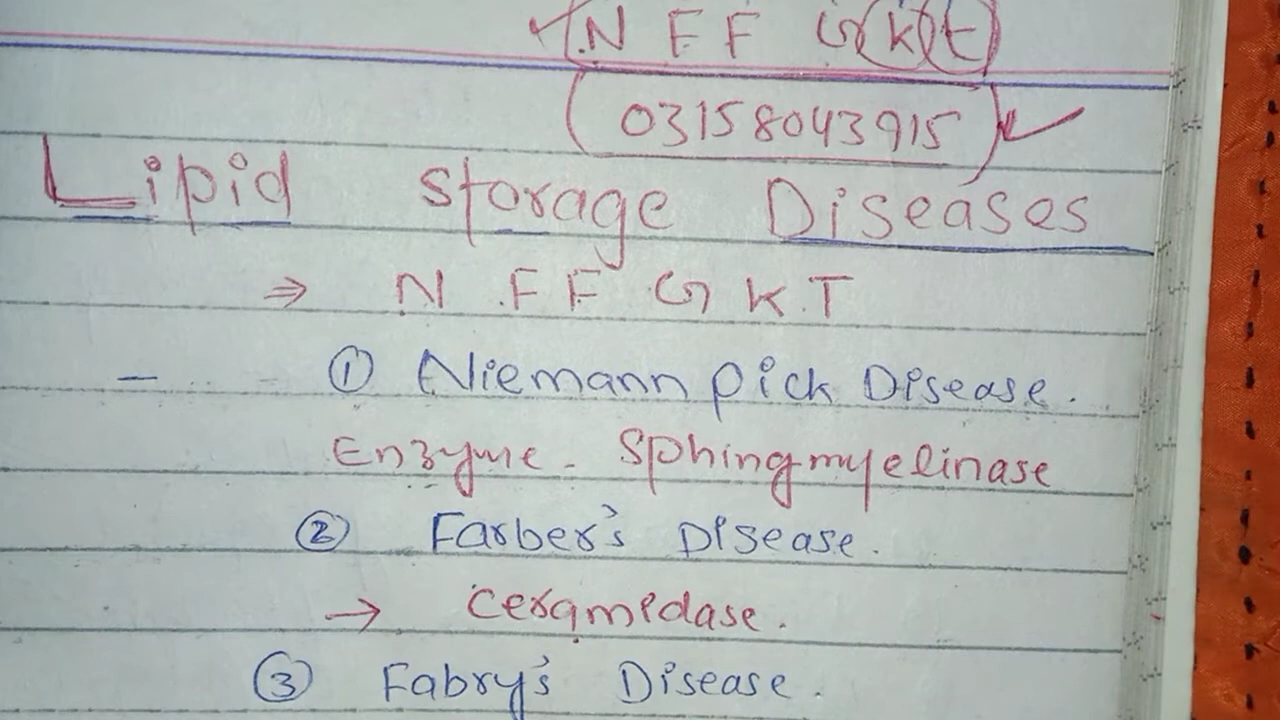 N F F G K t
03158043915
Lipid storage Diseases
⇒ N .F F G K.T
① Niemann pick Disease.
Enzyme - Sphingmyelinase
② Farber's Disease.
→ Ceramidase.
③ Fabry's Disease.